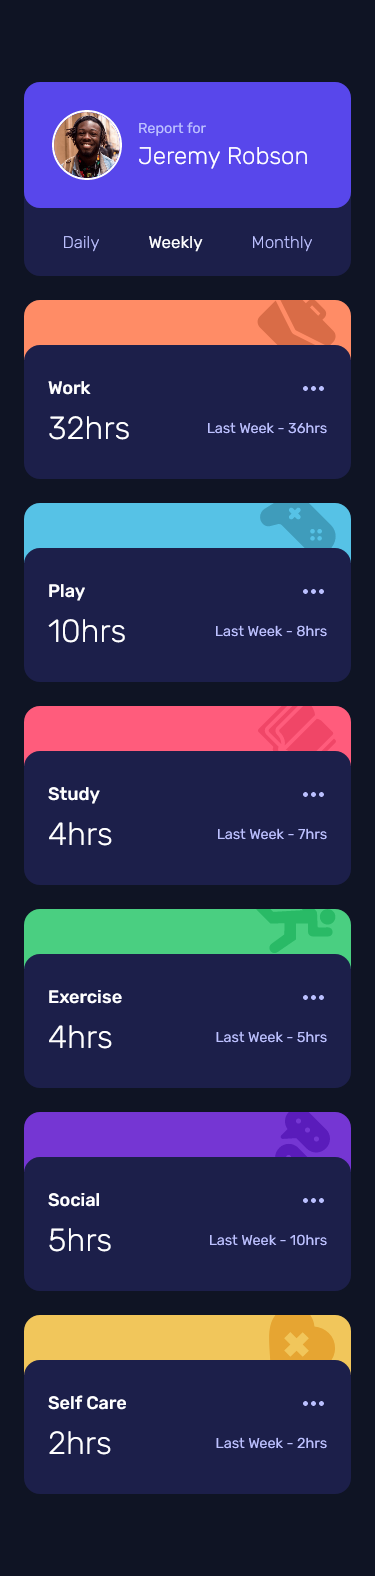 Report for
Jeremy Robson
Daily Weekly Monthly
Work
32hrs Last Week - 36hrs
Play
10hrs Last Week - 8hrs
Study
4hrs Last Week - 7hrs
Exercise
4hrs Last Week - 5hrs
Social
5hrs Last Week - 10hrs
Self Care
2hrs Last Week - 2hrs